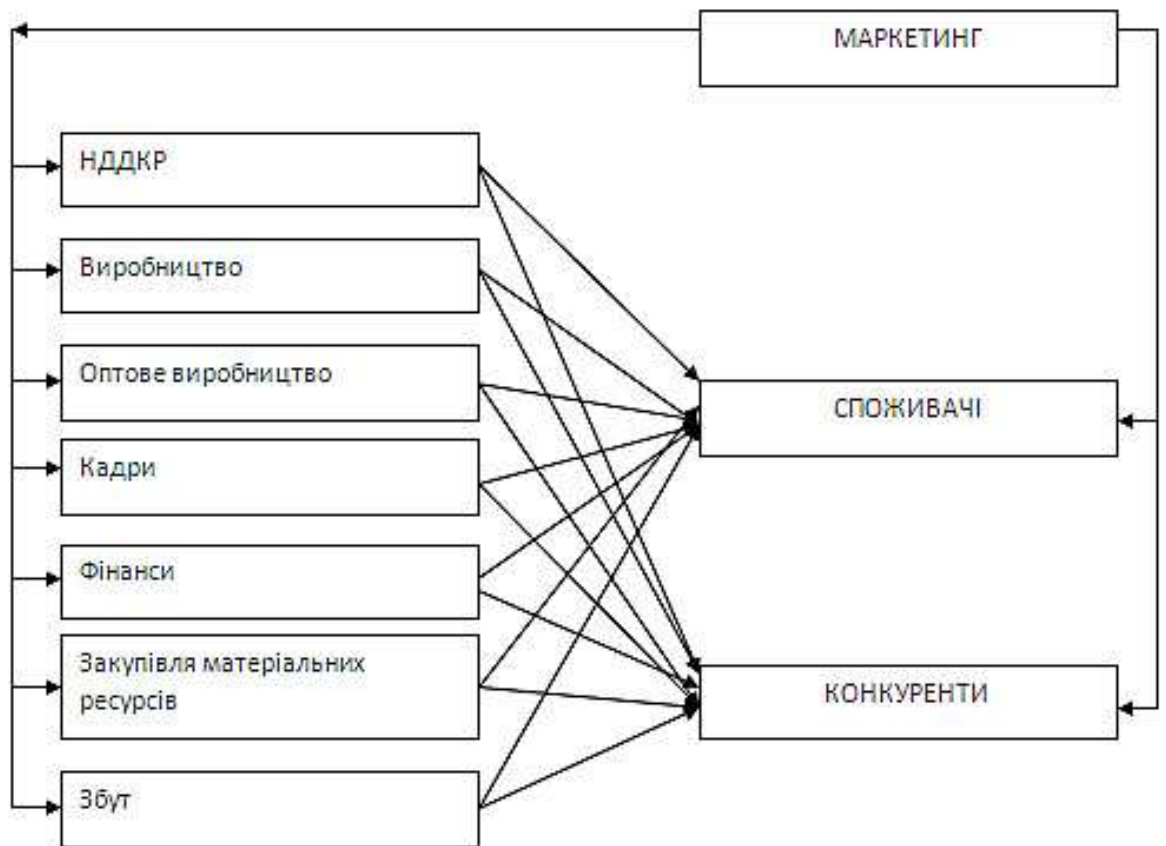 МАРКЕТИНГ
НДДКР
Виробництво
Оптове виробництво
СПОЖИВАЧІ
Кадри
Фінанси
Закупівля матеріальних
ресурсів
КОНКУРЕНТИ
Збут